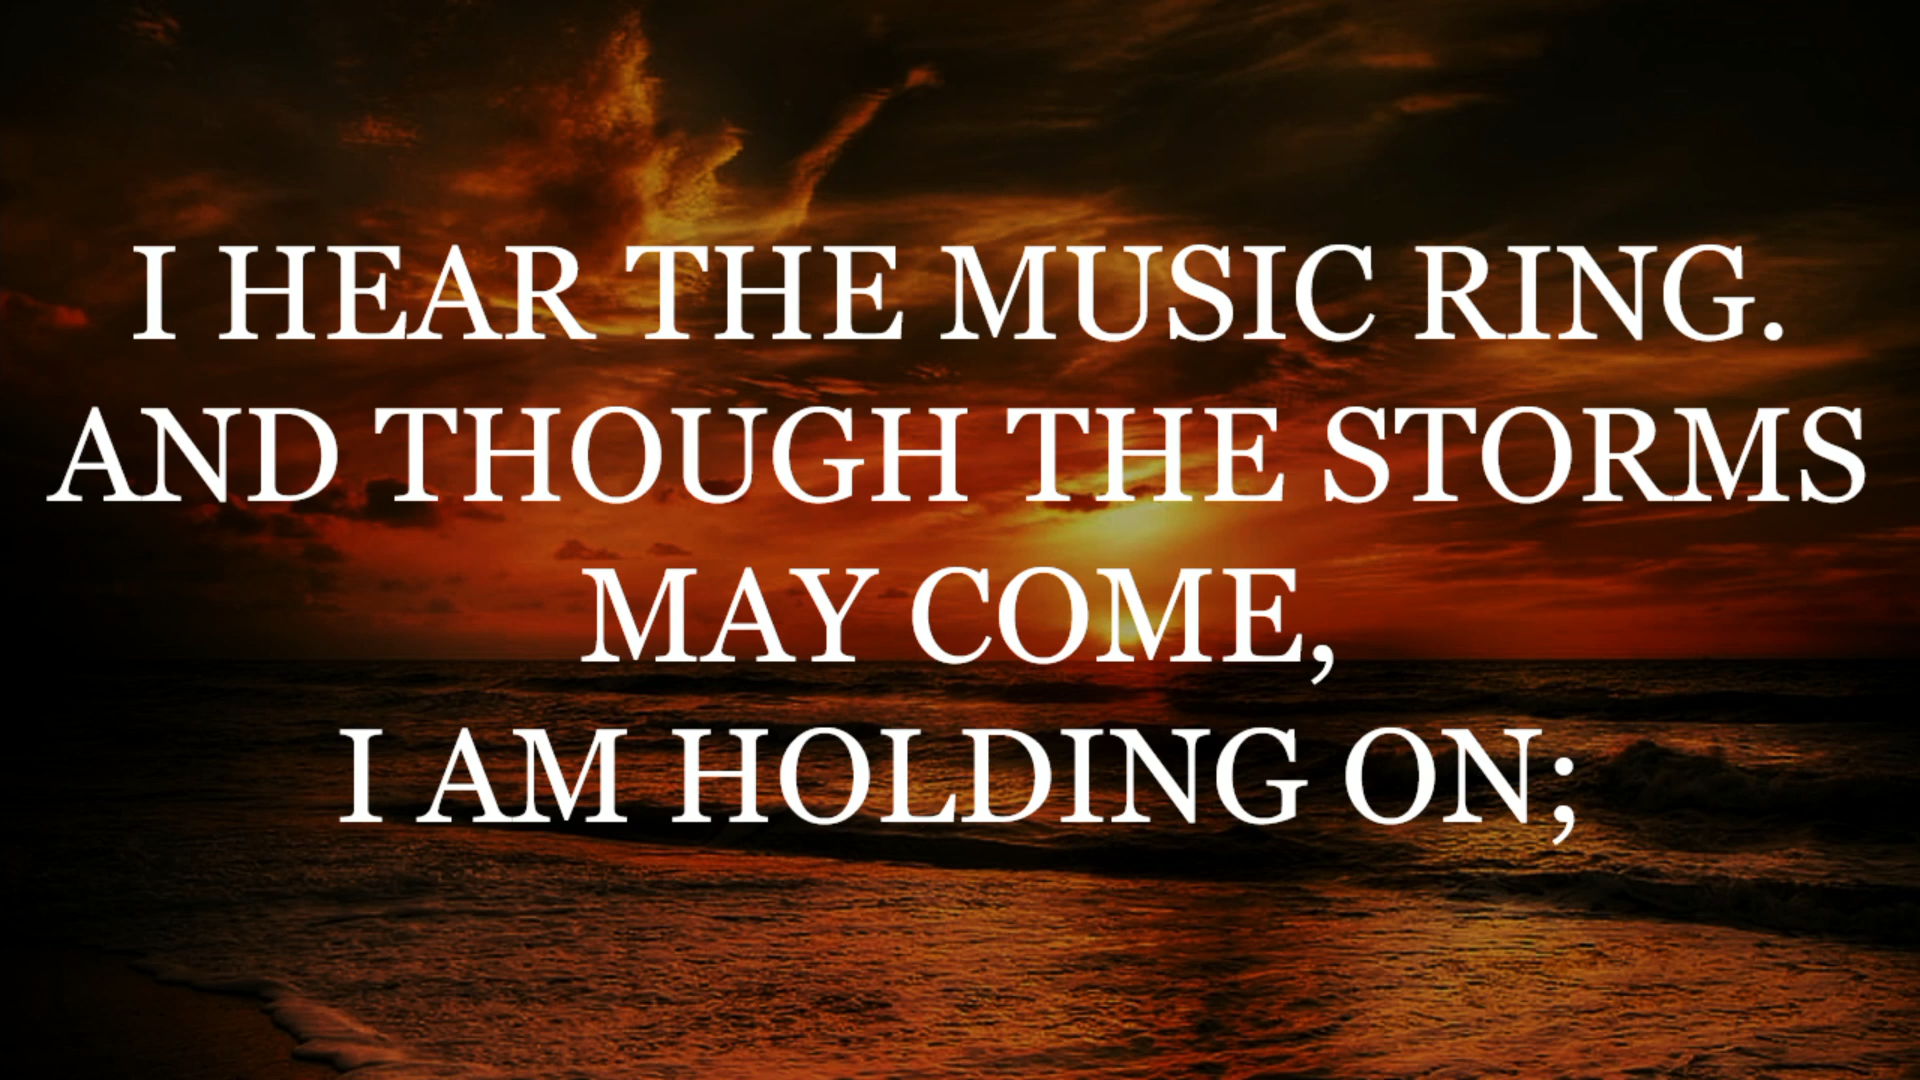 I HEAR THE MUSIC RING.
AND THOUGH THE STORMS
MAY COME,
I AM HOLDING ON;